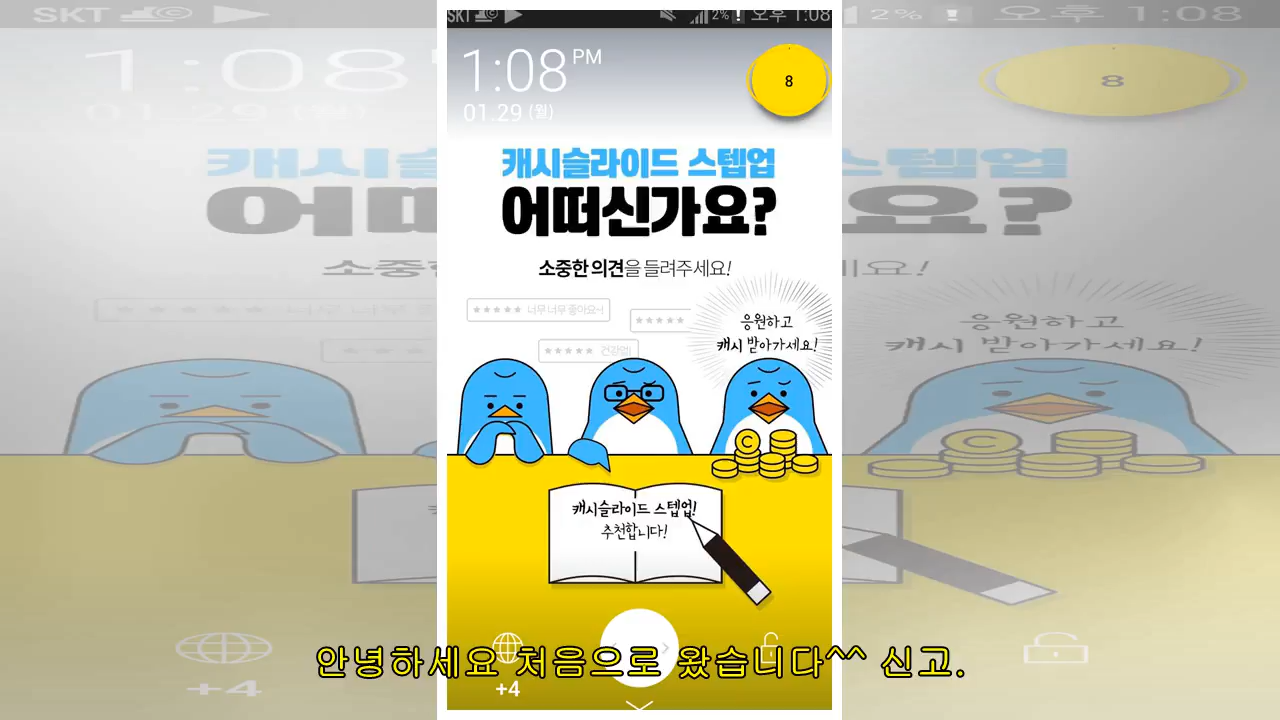 SKT 2% 오후 1:08
1:08 PM
8
01.29 (월)
캐시슬라이드 스텝업
어떠신가요?
소중한 의견을 들려주세요!
★★★★★ 너무 너무 좋아요~!
★★★★★
★★★★★ 건강업!
응원하고
캐시 받아가세요!
C
캐시슬라이드 스텝업!
추천합니다!
안녕하세요 처음으로 왔습니다^^ 신고.
+4